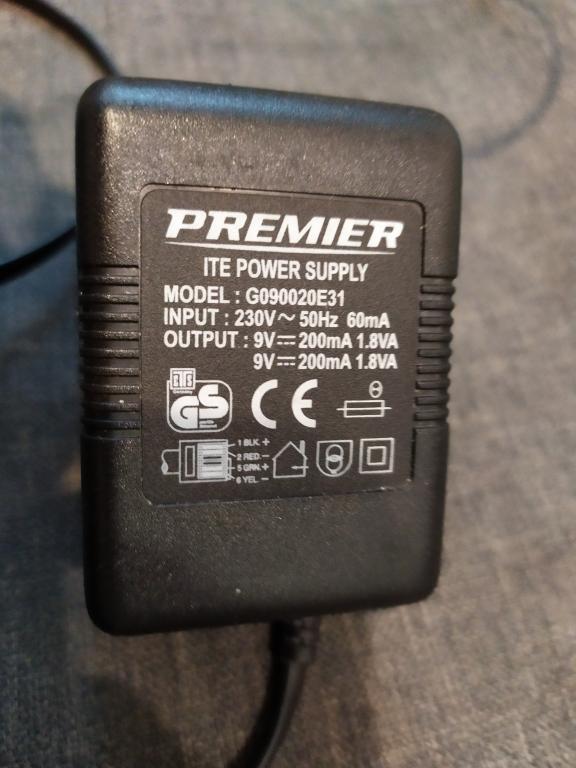 PREMIER
ITE POWER SUPPLY
MODEL : G090020E31
INPUT : 230V ~ 50Hz 60mA
OUTPUT : 9V ⎓ 200mA 1.8VA
9V ⎓ 200mA 1.8VA
GS CE
1 BLK. +
2 RED. -
5 GRN. +
6 YEL. -